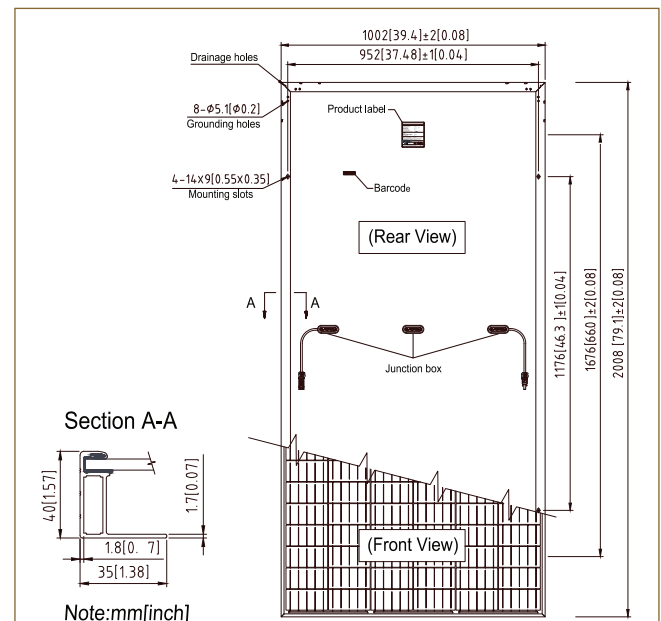 1002[39.4]±2[0.08]
952[37.48]±1[0.04]
Drainage holes
8-ϕ5.1[ϕ0.2]
Grounding holes
Product label
4-14X9[0.55X0.35]
Mounting slots
Barcode
(Rear View)
A
A
Junction box
1176[46.3 ]±1[0.04]
1676[66.0 ]±2[0.08]
2008 [79.1]±2[0.08]
Section A-A
40[1.57]
1.7[0.07]
1.8[0. 7]
35[1.38]
(Front View)
Note:mm[inch]